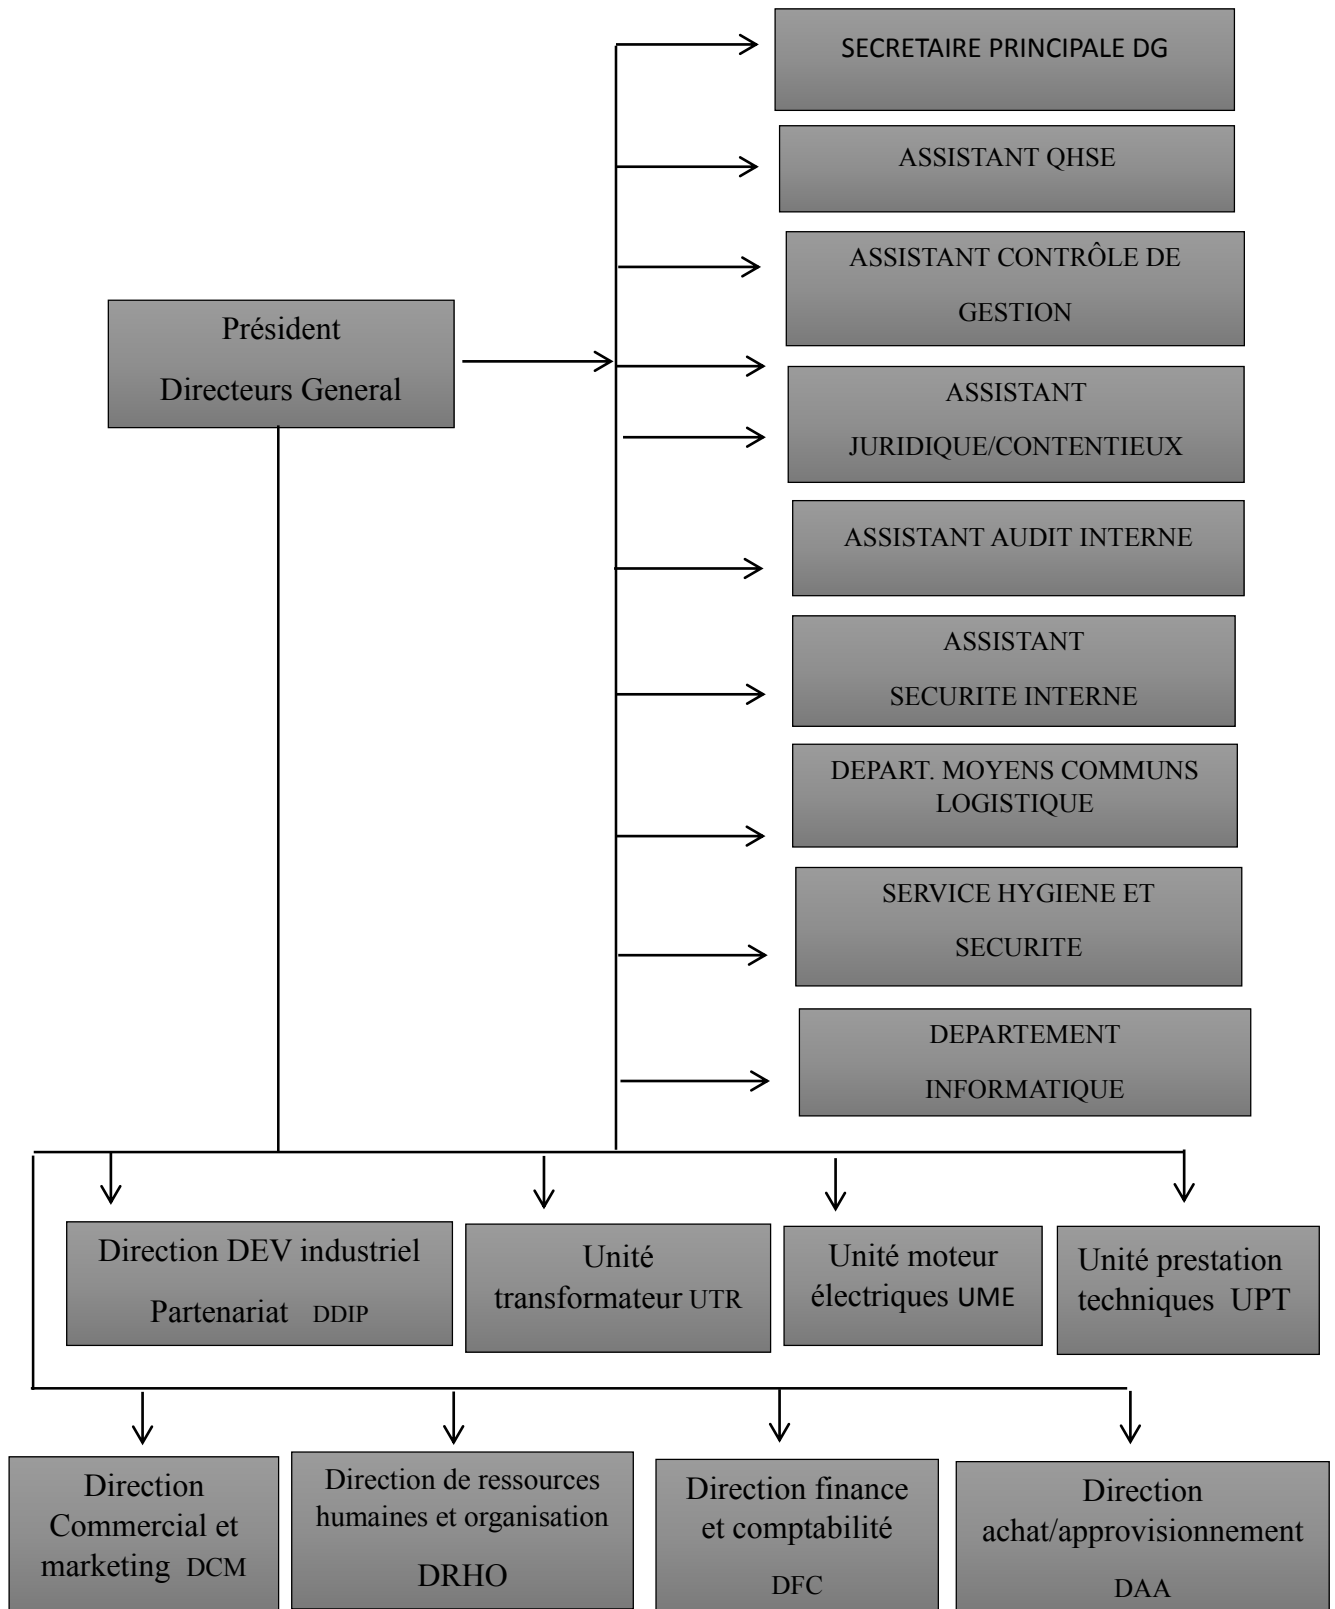 SECRETAIRE PRINCIPALE DG
ASSISTANT QHSE
ASSISTANT CONTRÔLE DE
GESTION
Président
Directeurs General
ASSISTANT
JURIDIQUE/CONTENTIEUX
ASSISTANT AUDIT INTERNE
ASSISTANT
SECURITE INTERNE
DEPART. MOYENS COMMUNS
LOGISTIQUE
SERVICE HYGIENE ET
SECURITE
DEPARTEMENT
INFORMATIQUE
Direction DEV industriel
Partenariat DDIP
Unité
transformateur UTR
Unité moteur
électriques UME
Unité prestation
techniques UPT
Direction
Commercial et
marketing DCM
Direction de ressources
humaines et organisation
DRHO
Direction finance
et comptabilité
DFC
Direction
achat/approvisionnement
DAA